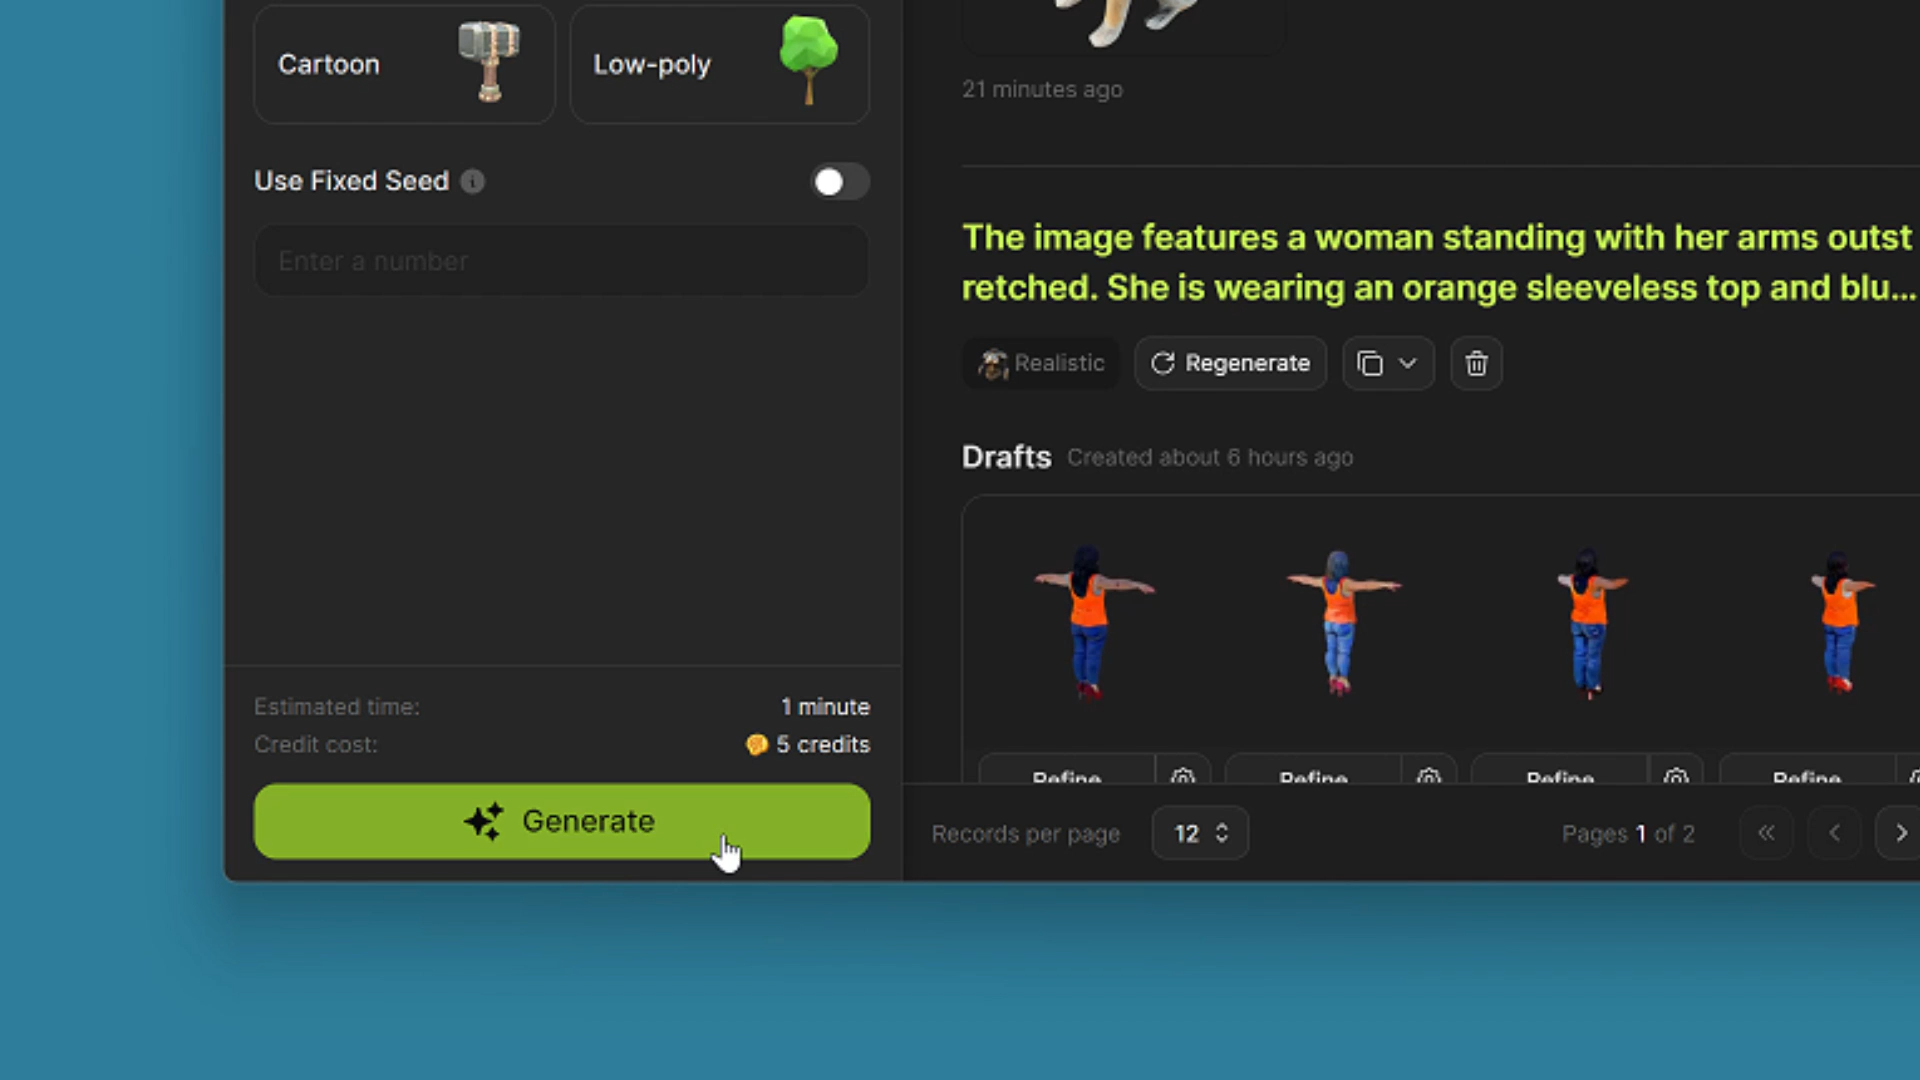 Cartoon
Low-poly
Use Fixed Seed
Enter a number
Estimated time:
1 minute
Credit cost:
5 credits
Generate
21 minutes ago
The image features a woman standing with her arms outst
retched. She is wearing an orange sleeveless top and blu...
Realistic
Regenerate
Drafts
Created about 6 hours ago
Refine
Refine
Refine
Refine
Records per page
12
Pages 1 of 2